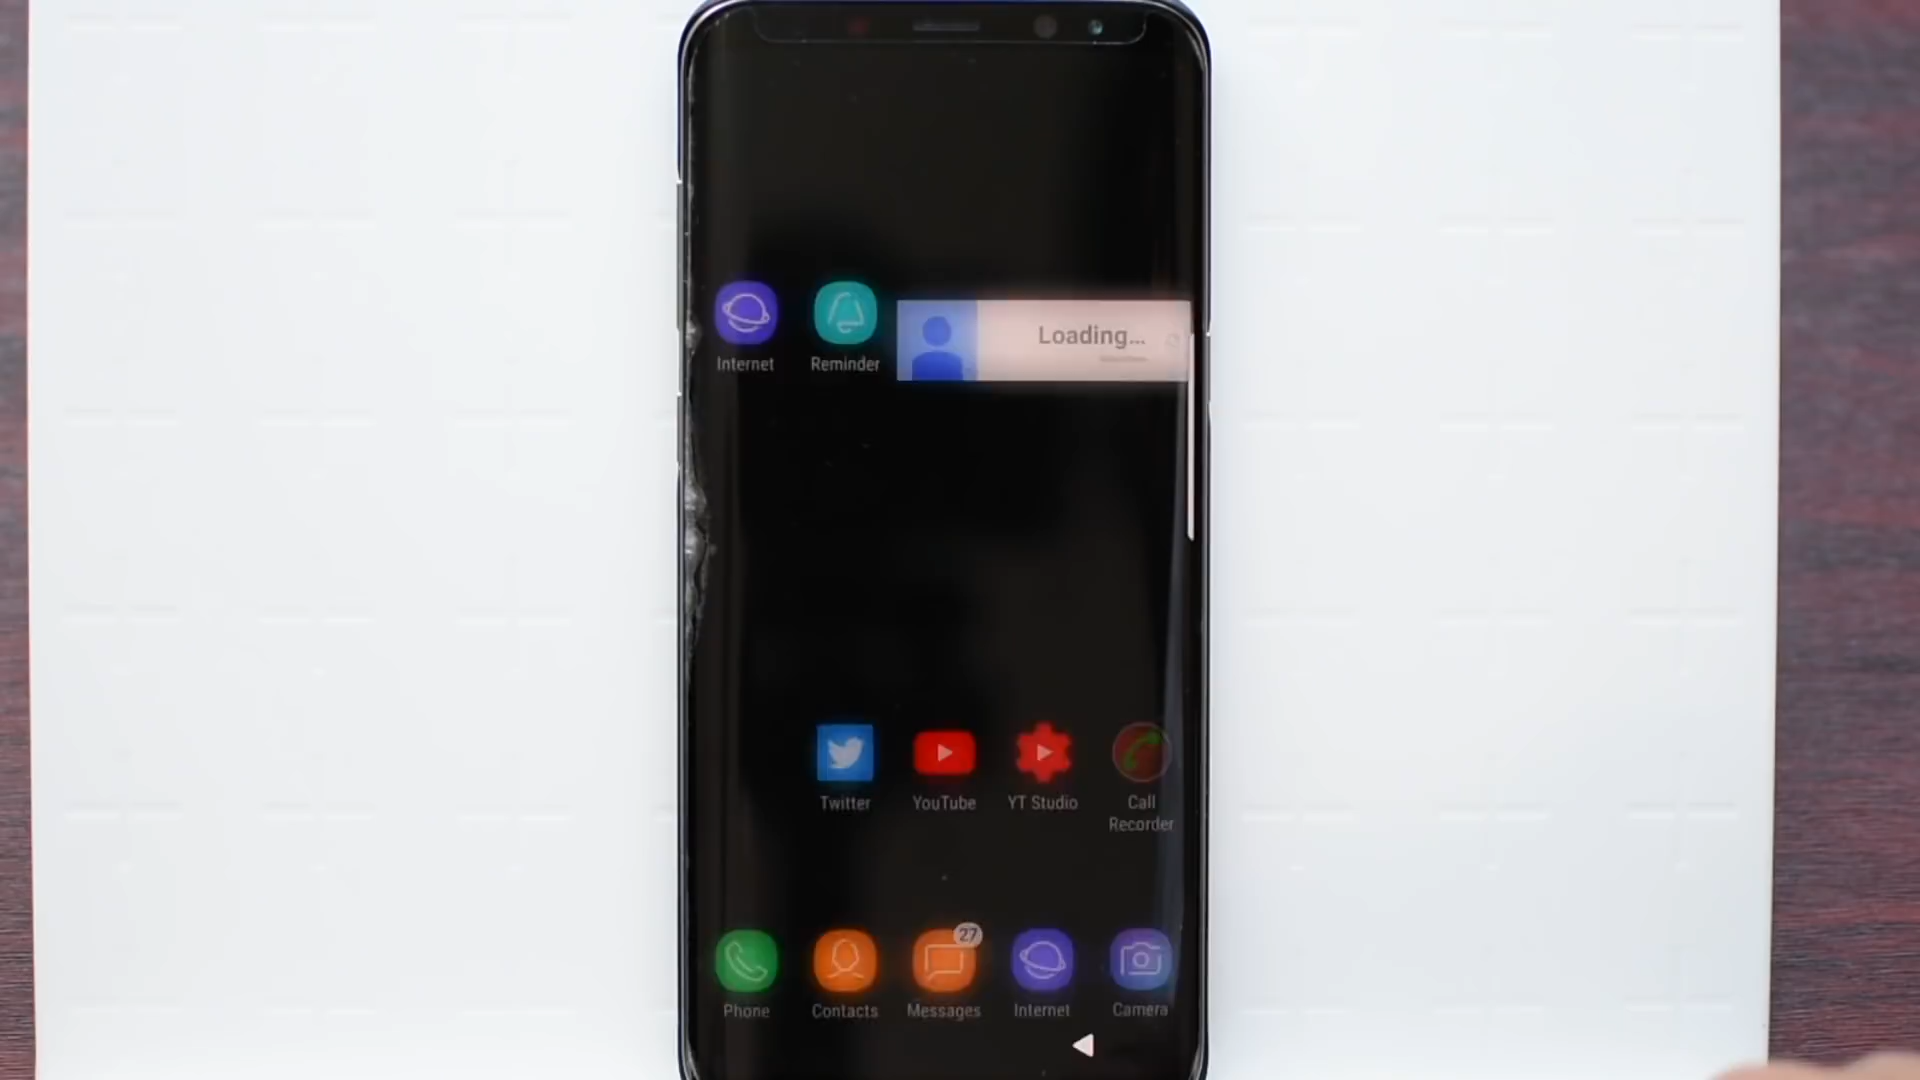 Loading...
Internet
Reminder
Twitter
YouTube
YT Studio
Call
Recorder
27
Phone
Contacts
Messages
Internet
Camera